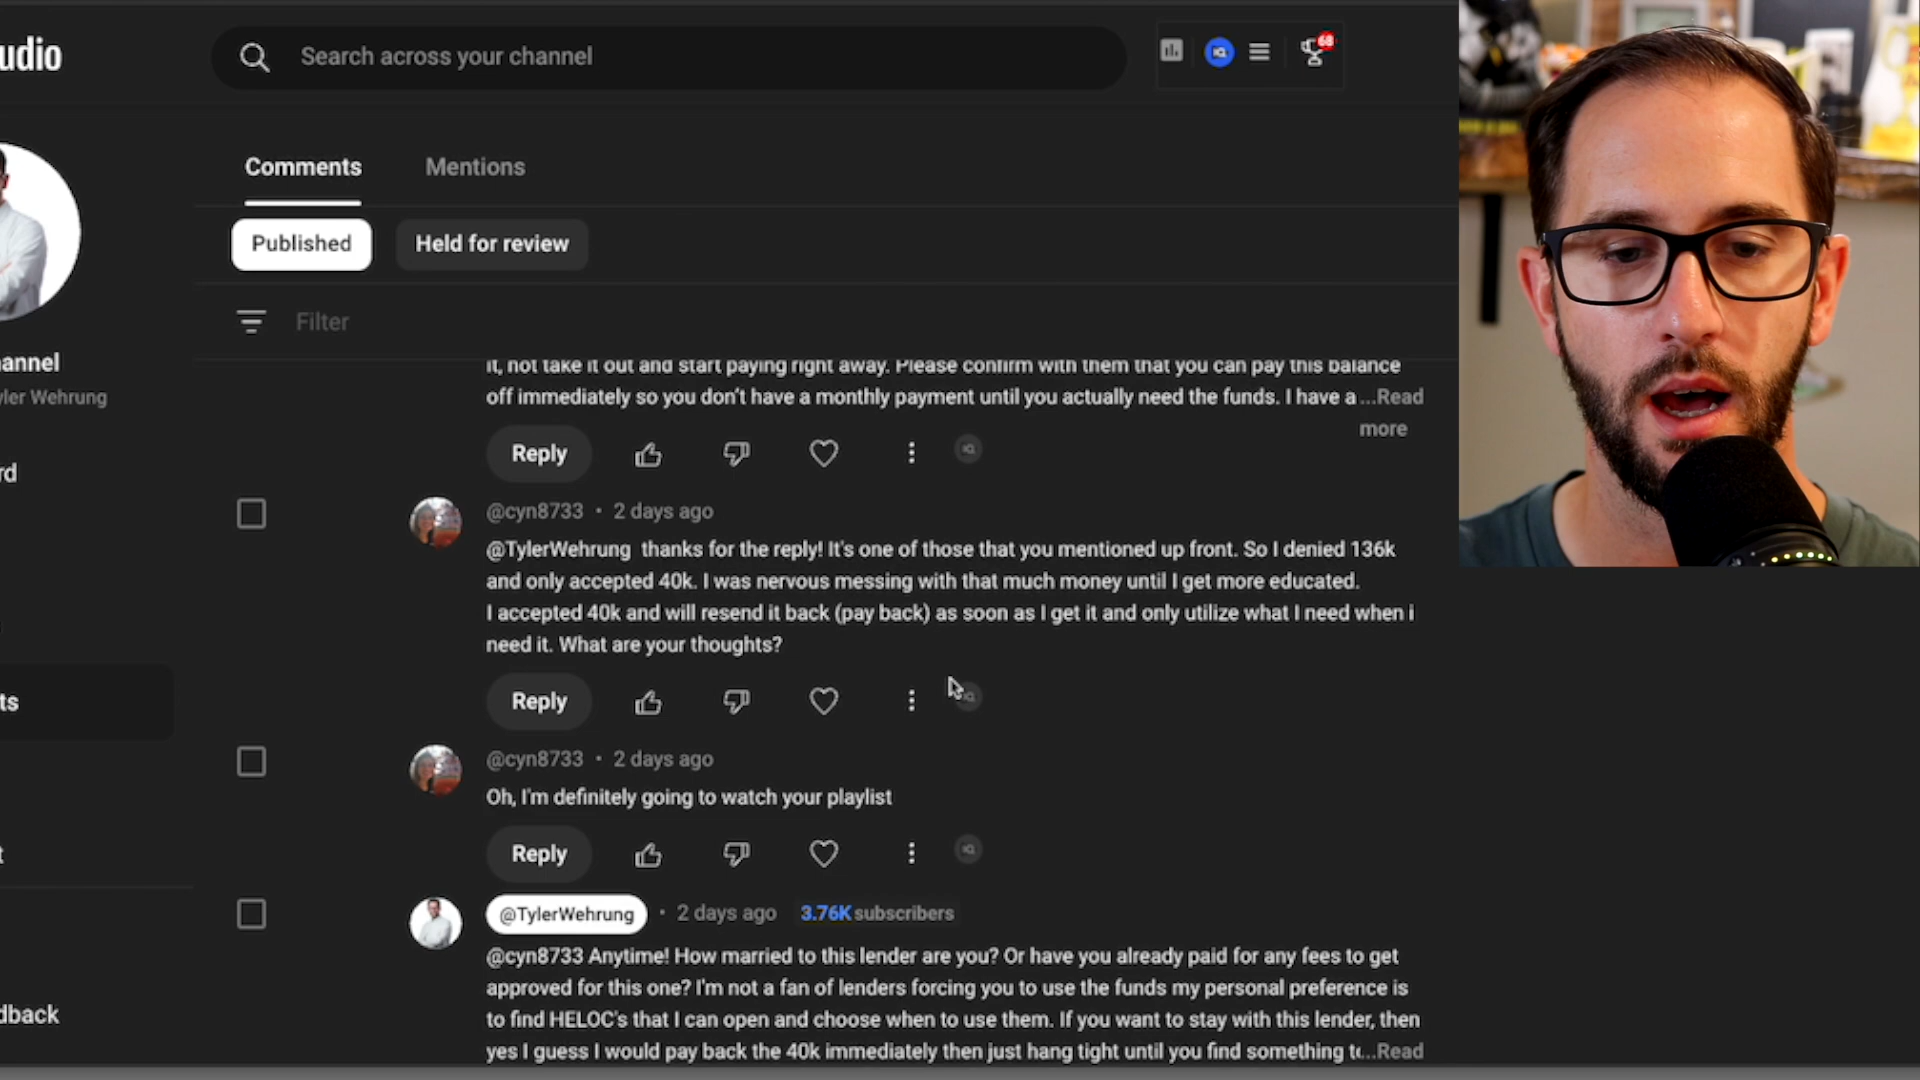 udio
Search across your channel
68
Comments
Mentions
Published
Held for review
Filter
annel
yler Wehrung
rd
ts
t
dback
it, not take it out and start paying right away. Please confirm with them that you can pay this balance
off immediately so you don't have a monthly payment until you actually need the funds. I have a ...Read
more
Reply
@cyn8733 • 2 days ago
@TylerWehrung thanks for the reply! It's one of those that you mentioned up front. So I denied 136k
and only accepted 40k. I was nervous messing with that much money until I get more educated.
I accepted 40k and will resend it back (pay back) as soon as I get it and only utilize what I need when i
need it. What are your thoughts?
Reply
@cyn8733 • 2 days ago
Oh, I'm definitely going to watch your playlist
Reply
@TylerWehrung • 2 days ago 3.76K subscribers
@cyn8733 Anytime! How married to this lender are you? Or have you already paid for any fees to get
approved for this one? I'm not a fan of lenders forcing you to use the funds my personal preference is
to find HELOC's that I can open and choose when to use them. If you want to stay with this lender, then
yes I guess I would pay back the 40k immediately then just hang tight until you find something t...Read